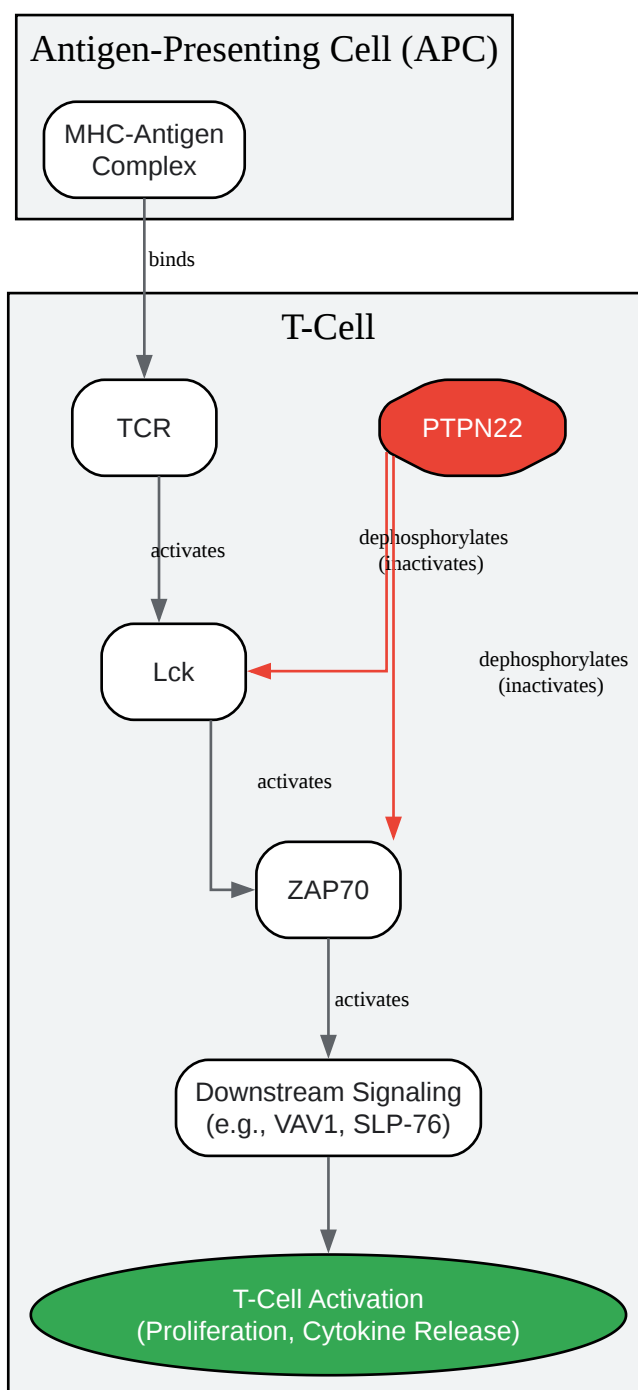 Antigen-Presenting Cell (APC)
MHC-Antigen
Complex
binds
T-Cell
TCR
PTPN22
activates
dephosphorylates
(inactivates)
Lck
dephosphorylates
(inactivates)
activates
ZAP70
activates
Downstream Signaling
(e.g., VAV1, SLP-76)
T-Cell Activation
(Proliferation, Cytokine Release)